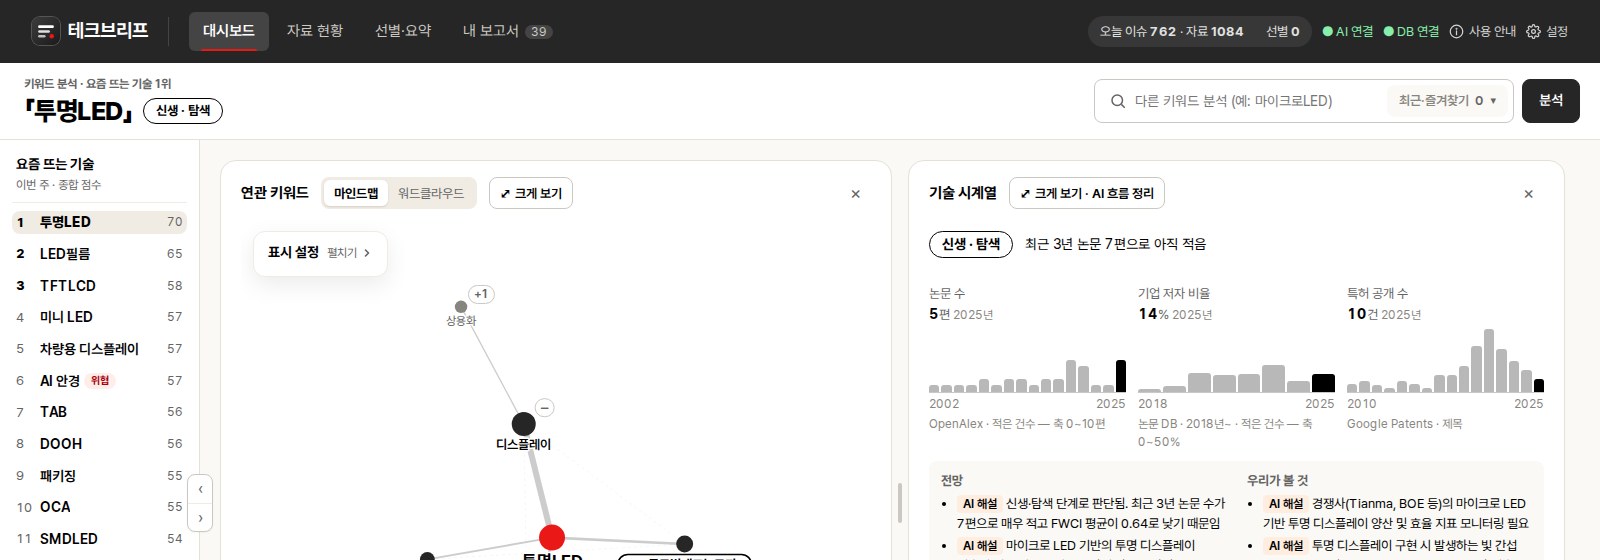 테크브리프 대시보드 자료 현황 선별·요약 내 보고서 39 오늘 이슈 762 · 자료 1084 선별 0 AI 연결 DB 연결 사용 안내 설정
키워드 분석 · 요즘 뜨는 기술 1위
「투명LED」 신생 · 탐색
다른 키워드 분석 (예: 마이크로LED) 최근·즐겨찾기 0 ▾ 분석
요즘 뜨는 기술
이번 주 · 종합 점수
1 투명LED 70
2 LED필름 65
3 TFTLCD 58
4 미니 LED 57
5 차량용 디스플레이 57
6 AI 안경 위협 57
7 TAB 56
8 DOOH 56
9 패키징 55
10 OCA 55
11 SMDLED 54
연관 키워드 마인드맵 워드클라우드 크게 보기
표시 설정 펼치기
+1
상용화
디스플레이
투명LED
기술 시계열 크게 보기 · AI 흐름 정리
신생 · 탐색 최근 3년 논문 7편으로 아직 적음
논문 수
5편 2025년
2002 2025
OpenAlex · 적은 건수 — 축 0~10편
기업 저자 비율
14% 2025년
2018 2025
논문 DB · 2018년~ · 적은 건수 — 축
0~50%
특허 공개 수
10건 2025년
2010 2025
Google Patents · 제목
전망
• AI 해설 신생·탐색 단계로 판단됨. 최근 3년 논문 수가
7편으로 매우 적고 FWCI 평균이 0.64로 낮기 때문임
• AI 해설 마이크로 LED 기반의 투명 디스플레이
우리가 볼 것
• AI 해설 경쟁사(Tianma, BOE 등)의 마이크로 LED
기반 투명 디스플레이 양산 및 효율 지표 모니터링 필요
• AI 해설 투명 디스플레이 구현 시 발생하는 빛 간섭